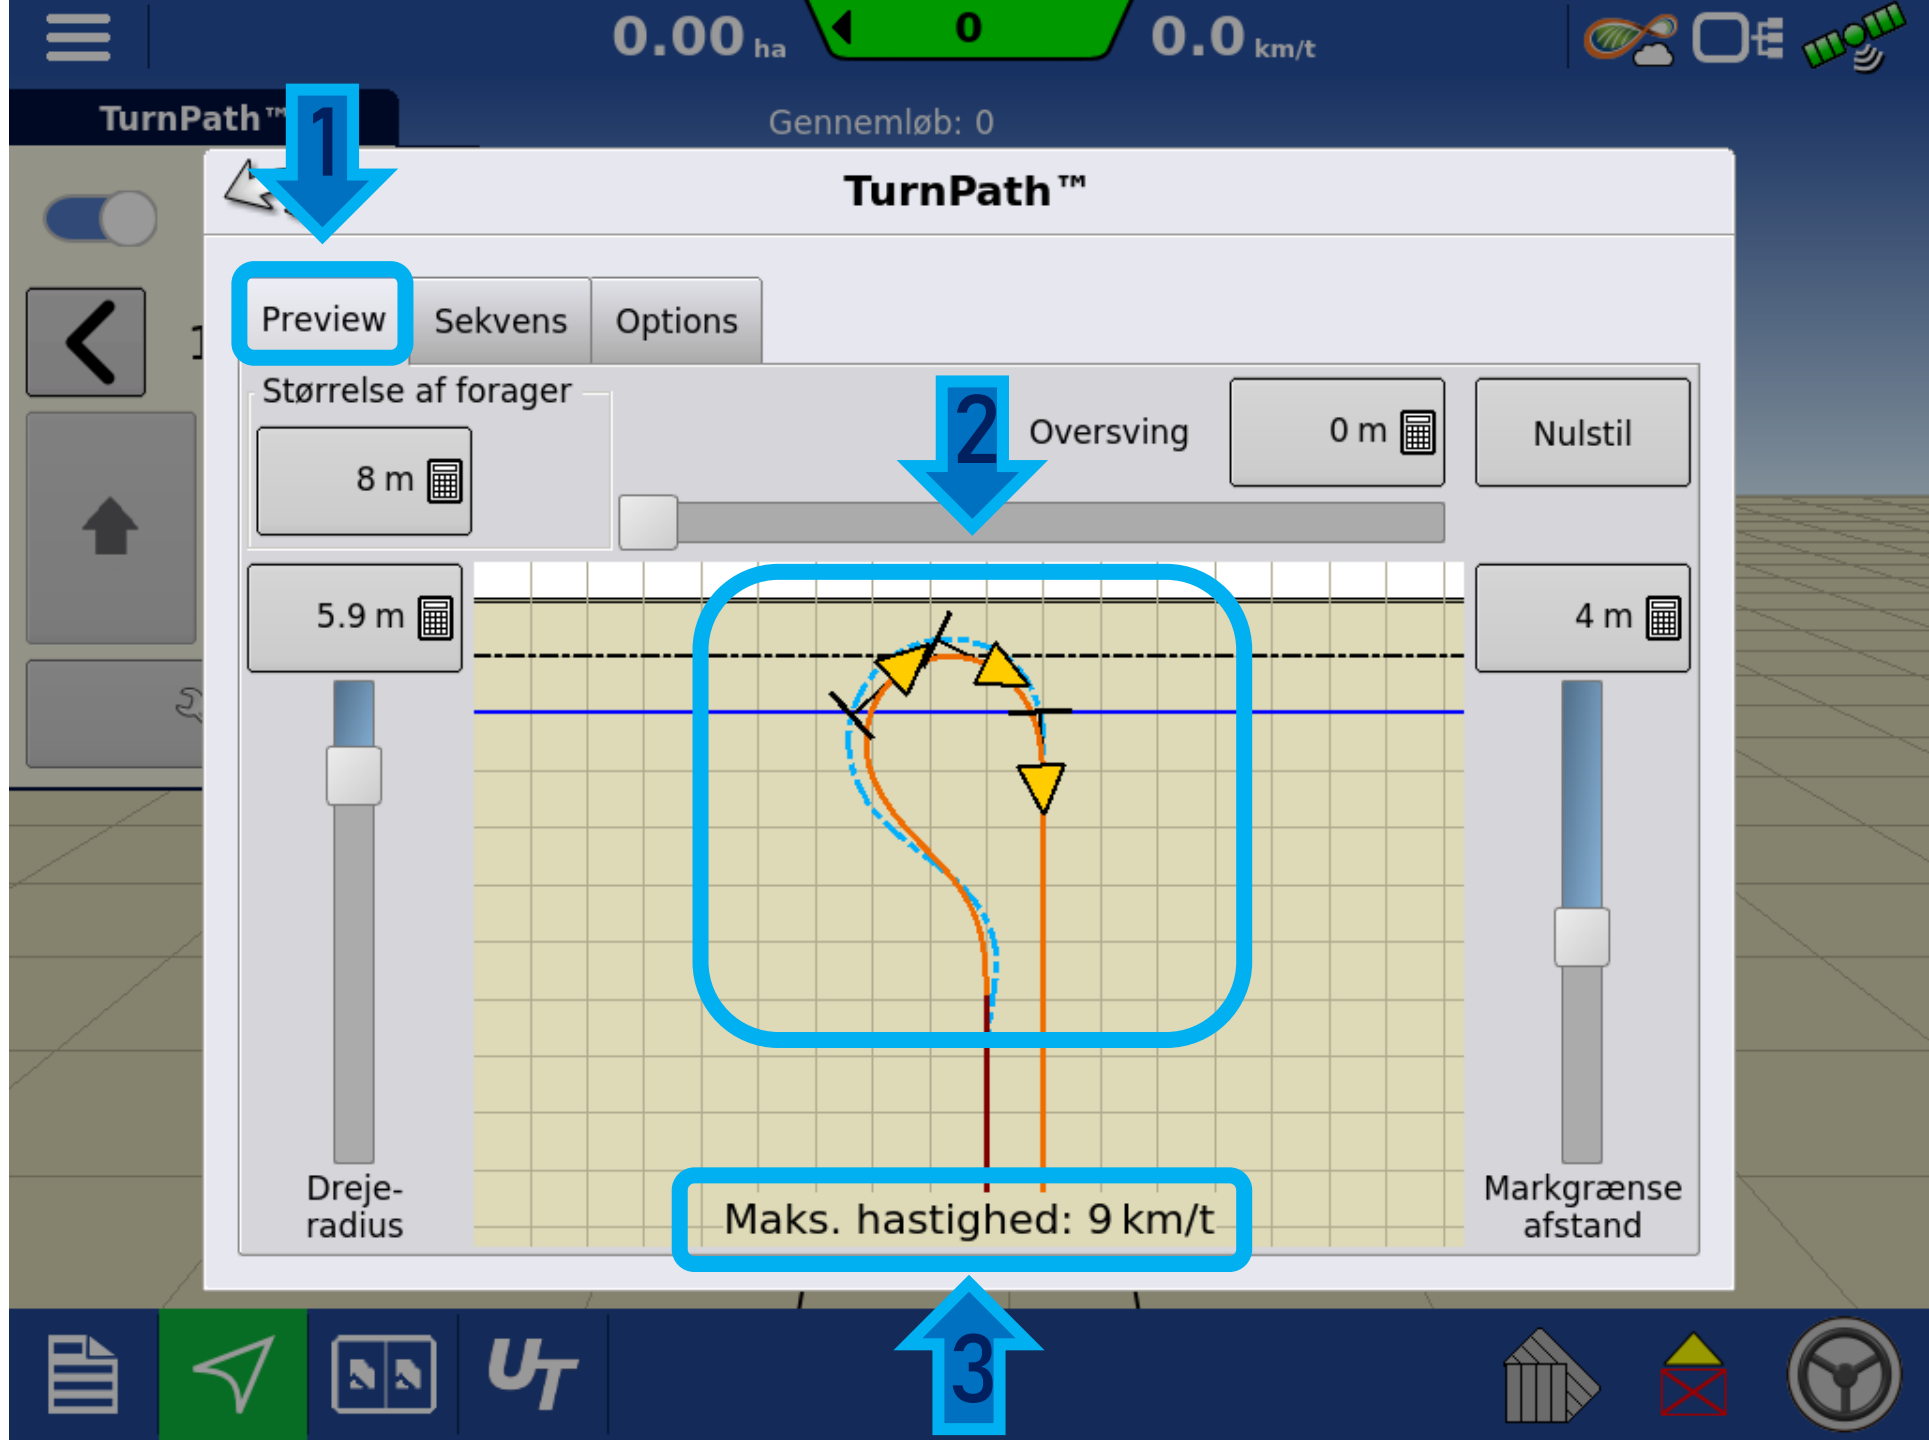 0.00 ha
0
0.0 km/t
TurnPath™
Gennemløb: 0
1
TurnPath™
Preview
Sekvens
Options
Størrelse af forager
8 m
2
Oversving
0 m
Nulstil
5.9 m
4 m
Dreje-
radius
Markgrænse
afstand
Maks. hastighed: 9 km/t
3
UT